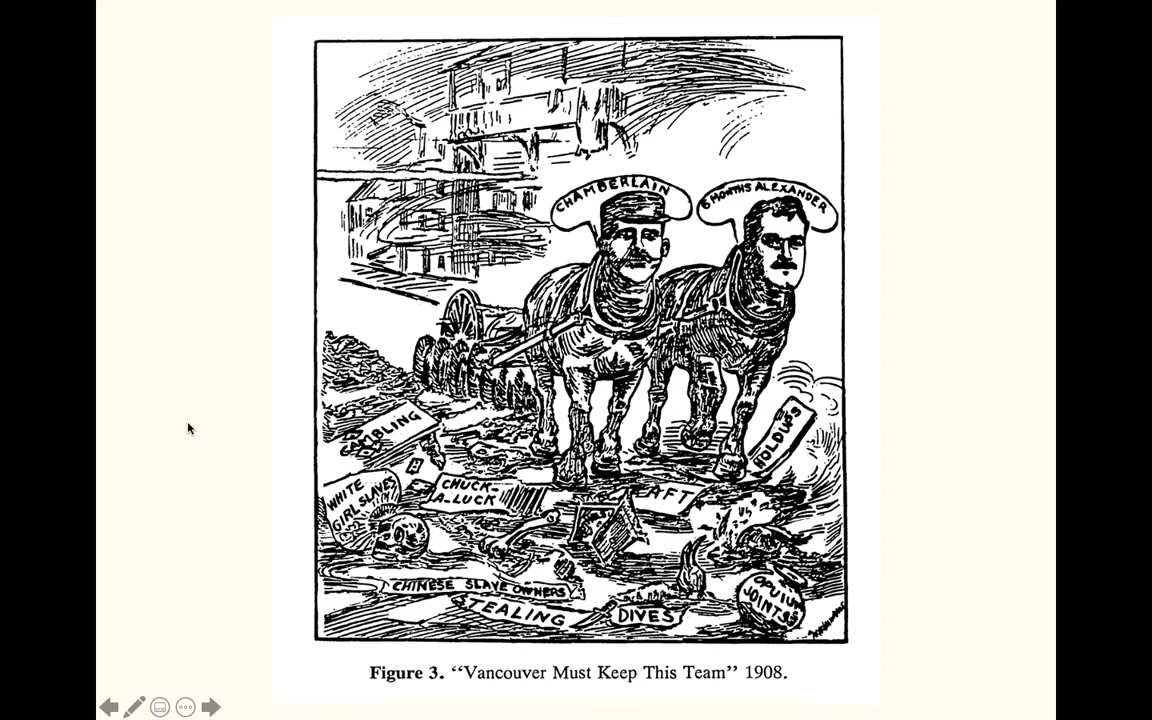 CHAMBERLAIN
6 MONTHS ALEXANDER
GAMBLING
HOLDUPS
WHITE
GIRL SLAVES
CHUCK-
A-LUCK
AFT
CHINESE SLAVE OWNERS
STEALING
DIVES
OPIUM
JOINTS
Figure 3. “Vancouver Must Keep This Team” 1908.